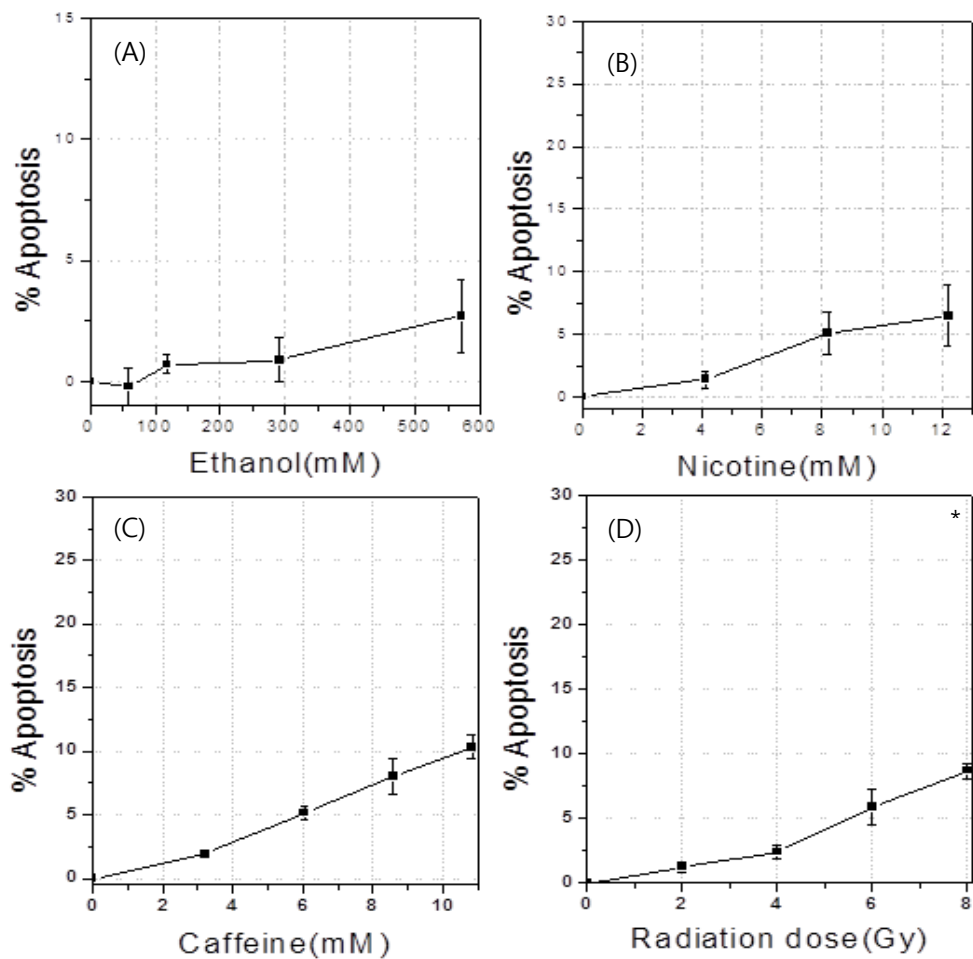 (A)
% Apoptosis
15
10
5
0
0 100 200 300 400 500 600
Ethanol(mM)
(B)
% Apoptosis
30
25
20
15
10
5
0
0 2 4 6 8 10 12
Nicotine(mM)
(C)
% Apoptosis
30
25
20
15
10
5
0
0 2 4 6 8 10
Caffeine(mM)
(D)
*
% Apoptosis
30
25
20
15
10
5
0
0 2 4 6 8
Radiation dose(Gy)